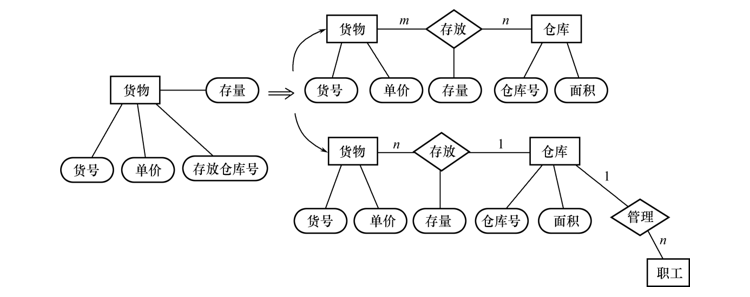 货物 m 存放 n 仓库
货号 单价 存量 仓库号 面积
货物 存量
货号 单价 存放仓库号
货物 n 存放 1 仓库
货号 单价 存量 仓库号 面积
1
管理
n
职工